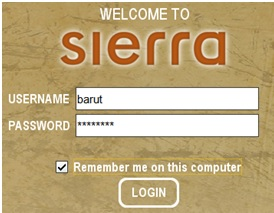 WELCOME TO
sierra
USERNAME barut
PASSWORD ********
Remember me on this computer
LOGIN